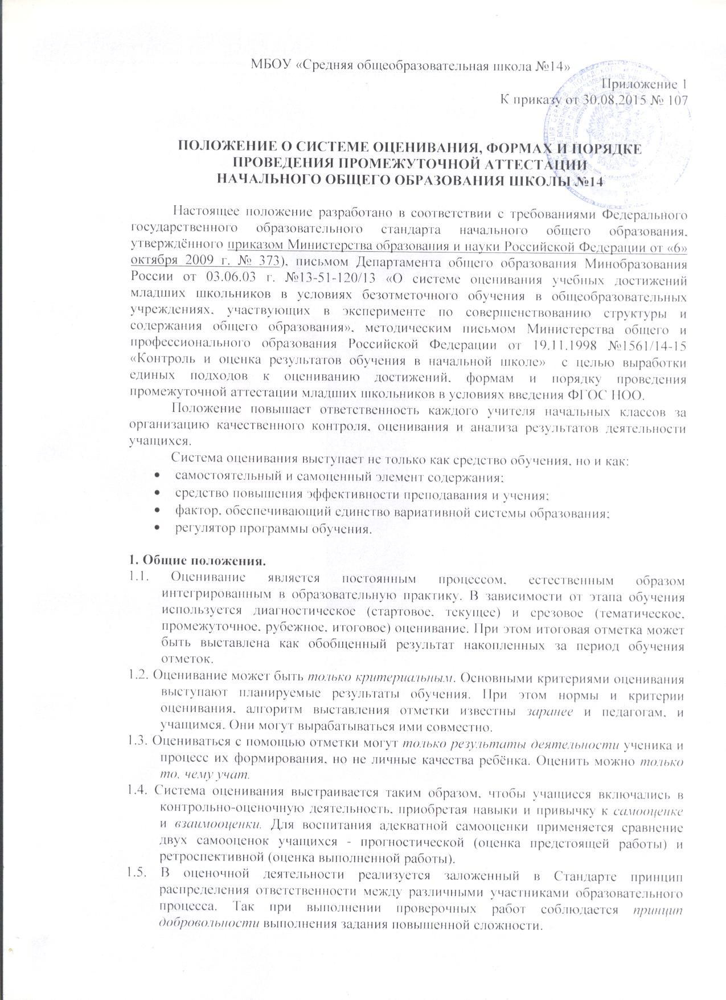 МБОУ «Средняя общеобразовательная школа №14»
Приложение 1
К приказу от 30.08.2015 № 107
ПОЛОЖЕНИЕ О СИСТЕМЕ ОЦЕНИВАНИЯ, ФОРМАХ И ПОРЯДКЕ
ПРОВЕДЕНИЯ ПРОМЕЖУТОЧНОЙ АТТЕСТАЦИИ
НАЧАЛЬНОГО ОБЩЕГО ОБРАЗОВАНИЯ ШКОЛЫ №14
Настоящее положение разработано в соответствии с требованиями Федерального
государственного образовательного стандарта начального общего образования,
утверждённого приказом Министерства образования и науки Российской Федерации от «6»
октября 2009 г. № 373), письмом Департамента общего образования Минобразования
России от 03.06.03 г. №13-51-120/13 «О системе оценивания учебных достижений
младших школьников в условиях безотметочного обучения в общеобразовательных
учреждениях, участвующих в эксперименте по совершенствованию структуры и
содержания общего образования», методическим письмом Министерства общего и
профессионального образования Российской Федерации от 19.11.1998 №1561/14-15
«Контроль и оценка результатов обучения в начальной школе» с целью выработки
единых подходов к оцениванию достижений, формам и порядку проведения
промежуточной аттестации младших школьников в условиях введения ФГОС НОО.
Положение повышает ответственность каждого учителя начальных классов за
организацию качественного контроля, оценивания и анализа результатов деятельности
учащихся.
Система оценивания выступает не только как средство обучения, но и как:
• самостоятельный и самоценный элемент содержания;
• средство повышения эффективности преподавания и учения;
• фактор, обеспечивающий единство вариативной системы образования;
• регулятор программы обучения.
1. Общие положения.
1.1. Оценивание является постоянным процессом, естественным образом
интегрированным в образовательную практику. В зависимости от этапа обучения
используется диагностическое (стартовое, текущее) и срезовое (тематическое,
промежуточное, рубежное, итоговое) оценивание. При этом итоговая отметка может
быть выставлена как обобщенный результат накопленных за период обучения
отметок.
1.2. Оценивание может быть только критериальным. Основными критериями оценивания
выступают планируемые результаты обучения. При этом нормы и критерии
оценивания, алгоритм выставления отметки известны заранее и педагогам, и
учащимся. Они могут вырабатываться ими совместно.
1.3. Оцениваться с помощью отметки могут только результаты деятельности ученика и
процесс их формирования, но не личные качества ребёнка. Оценить можно только
то, чему учат.
1.4. Система оценивания выстраивается таким образом, чтобы учащиеся включались в
контрольно-оценочную деятельность, приобретая навыки и привычку к самооценке
и взаимооценки. Для воспитания адекватной самооценки применяется сравнение
двух самооценок учащихся - прогностической (оценка предстоящей работы) и
ретроспективной (оценка выполненной работы).
1.5. В оценочной деятельности реализуется заложенный в Стандарте принцип
распределения ответственности между различными участниками образовательного
процесса. Так при выполнении проверочных работ соблюдается принцип
добровольности выполнения задания повышенной сложности.